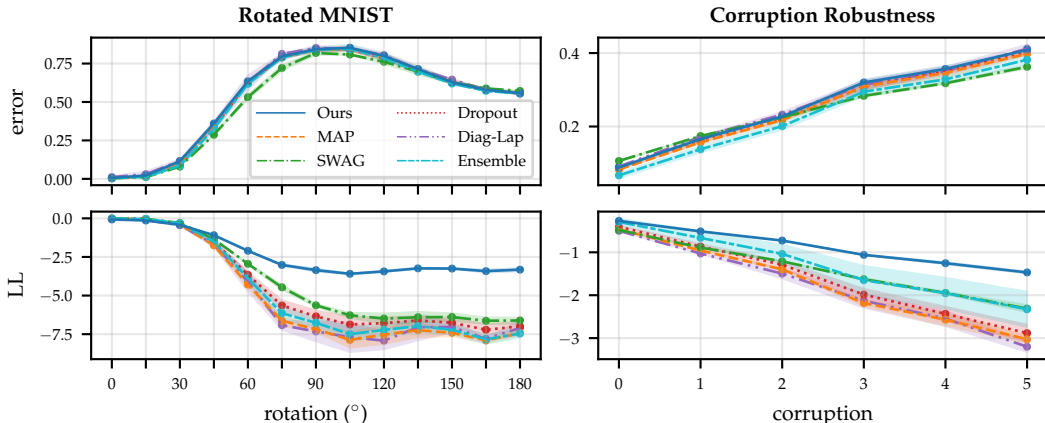 Rotated MNIST
Corruption Robustness
error
0.75
0.50
0.25
0.00
Ours
MAP
SWAG
Dropout
Diag-Lap
Ensemble
0.4
0.2
LL
0.0
−2.5
−5.0
−7.5
0 30 60 90 120 150 180
rotation (°)
−1
−2
−3
0 1 2 3 4 5
corruption